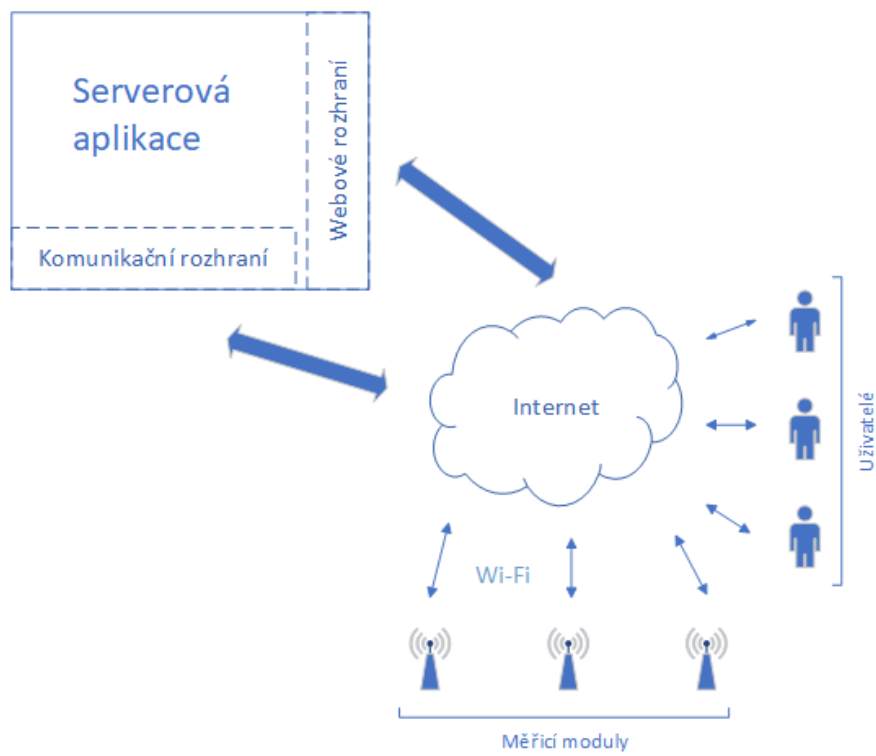 Serverová
aplikace
Webové rozhraní
Komunikační rozhraní
Internet
Uživatelé
Wi-Fi
Měřicí moduly